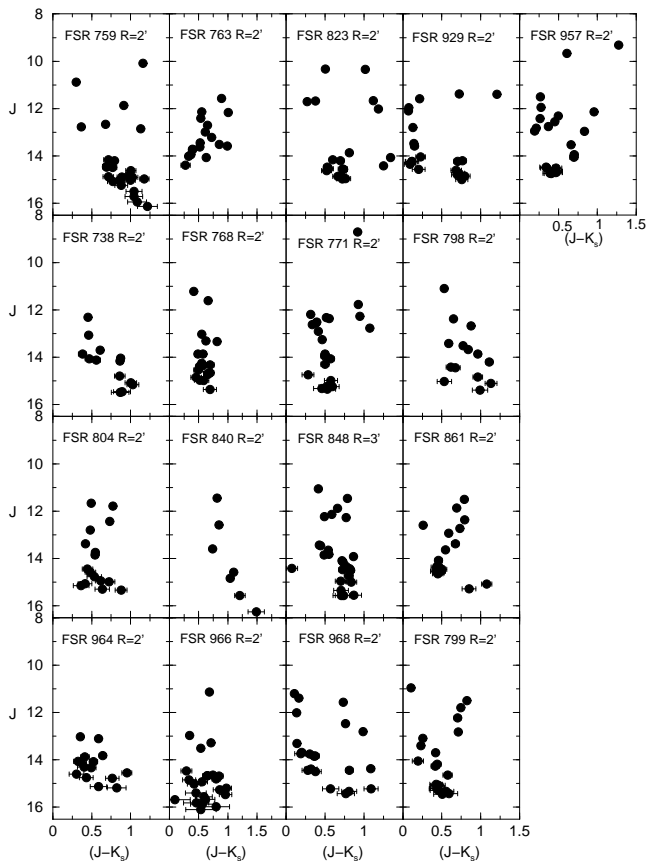 FSR 759 R=2' FSR 763 R=2' FSR 823 R=2' FSR 929 R=2' FSR 957 R=2'
8
10
J 12
14
16
8
0 0.5 1 1.5
(J−Kₛ)
FSR 738 R=2' FSR 768 R=2' FSR 771 R=2' FSR 798 R=2'
10
J 12
14
16
8
FSR 804 R=2' FSR 840 R=2' FSR 848 R=3' FSR 861 R=2'
10
J 12
14
16
8
FSR 964 R=2' FSR 966 R=2' FSR 968 R=2' FSR 799 R=2'
10
J 12
14
16
0 0.5 1 0 0.5 1 0 0.5 1 0 0.5 1 1.5
(J−Kₛ) (J−Kₛ) (J−Kₛ) (J−Kₛ)